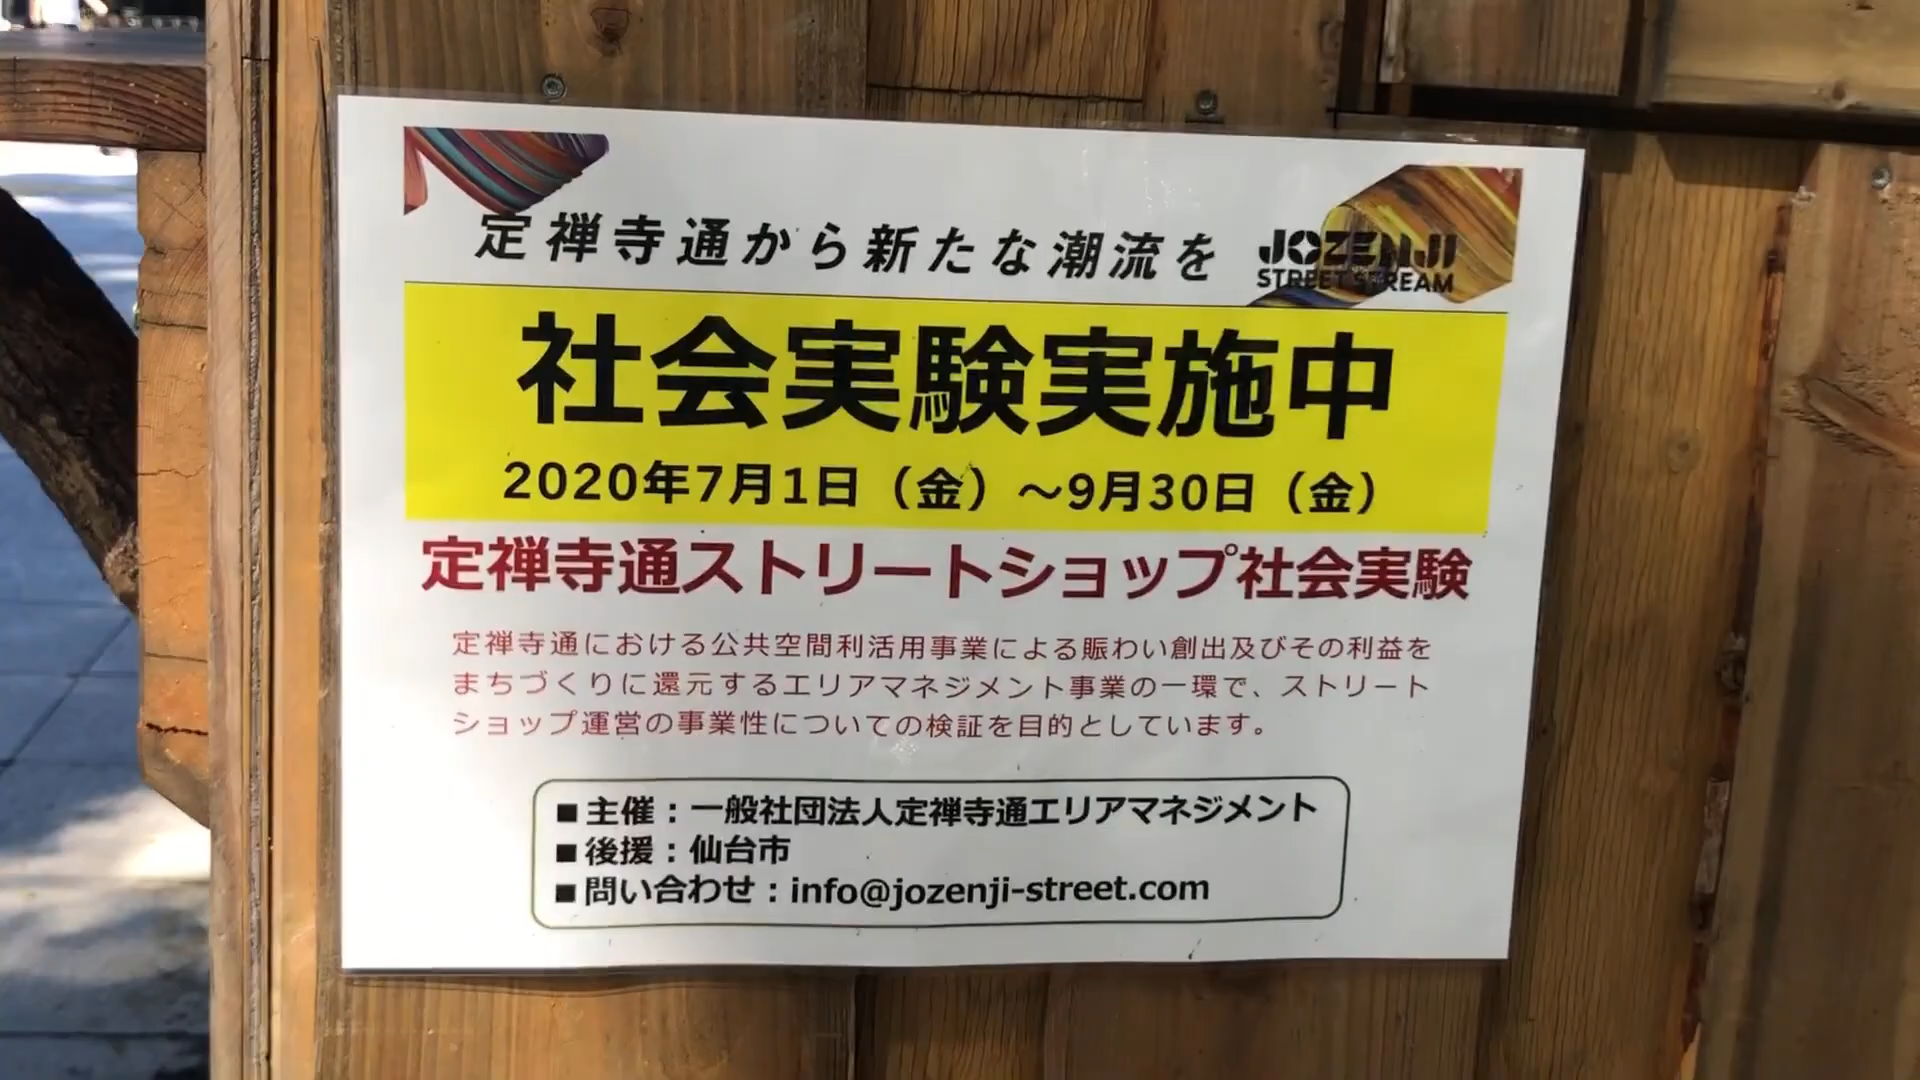 定禅寺通から新たな潮流を
JOZENJI
STREET STREAM
社会実験実施中
2020年7月1日（金）～9月30日（金）
定禅寺通ストリートショップ社会実験
定禅寺通における公共空間利活用事業による賑わい創出及びその利益を
まちづくりに還元するエリアマネジメント事業の一環で、ストリート
ショップ運営の事業性についての検証を目的としています。
■主催：一般社団法人定禅寺通エリアマネジメント
■後援：仙台市
■問い合わせ：info@jozenji-street.com